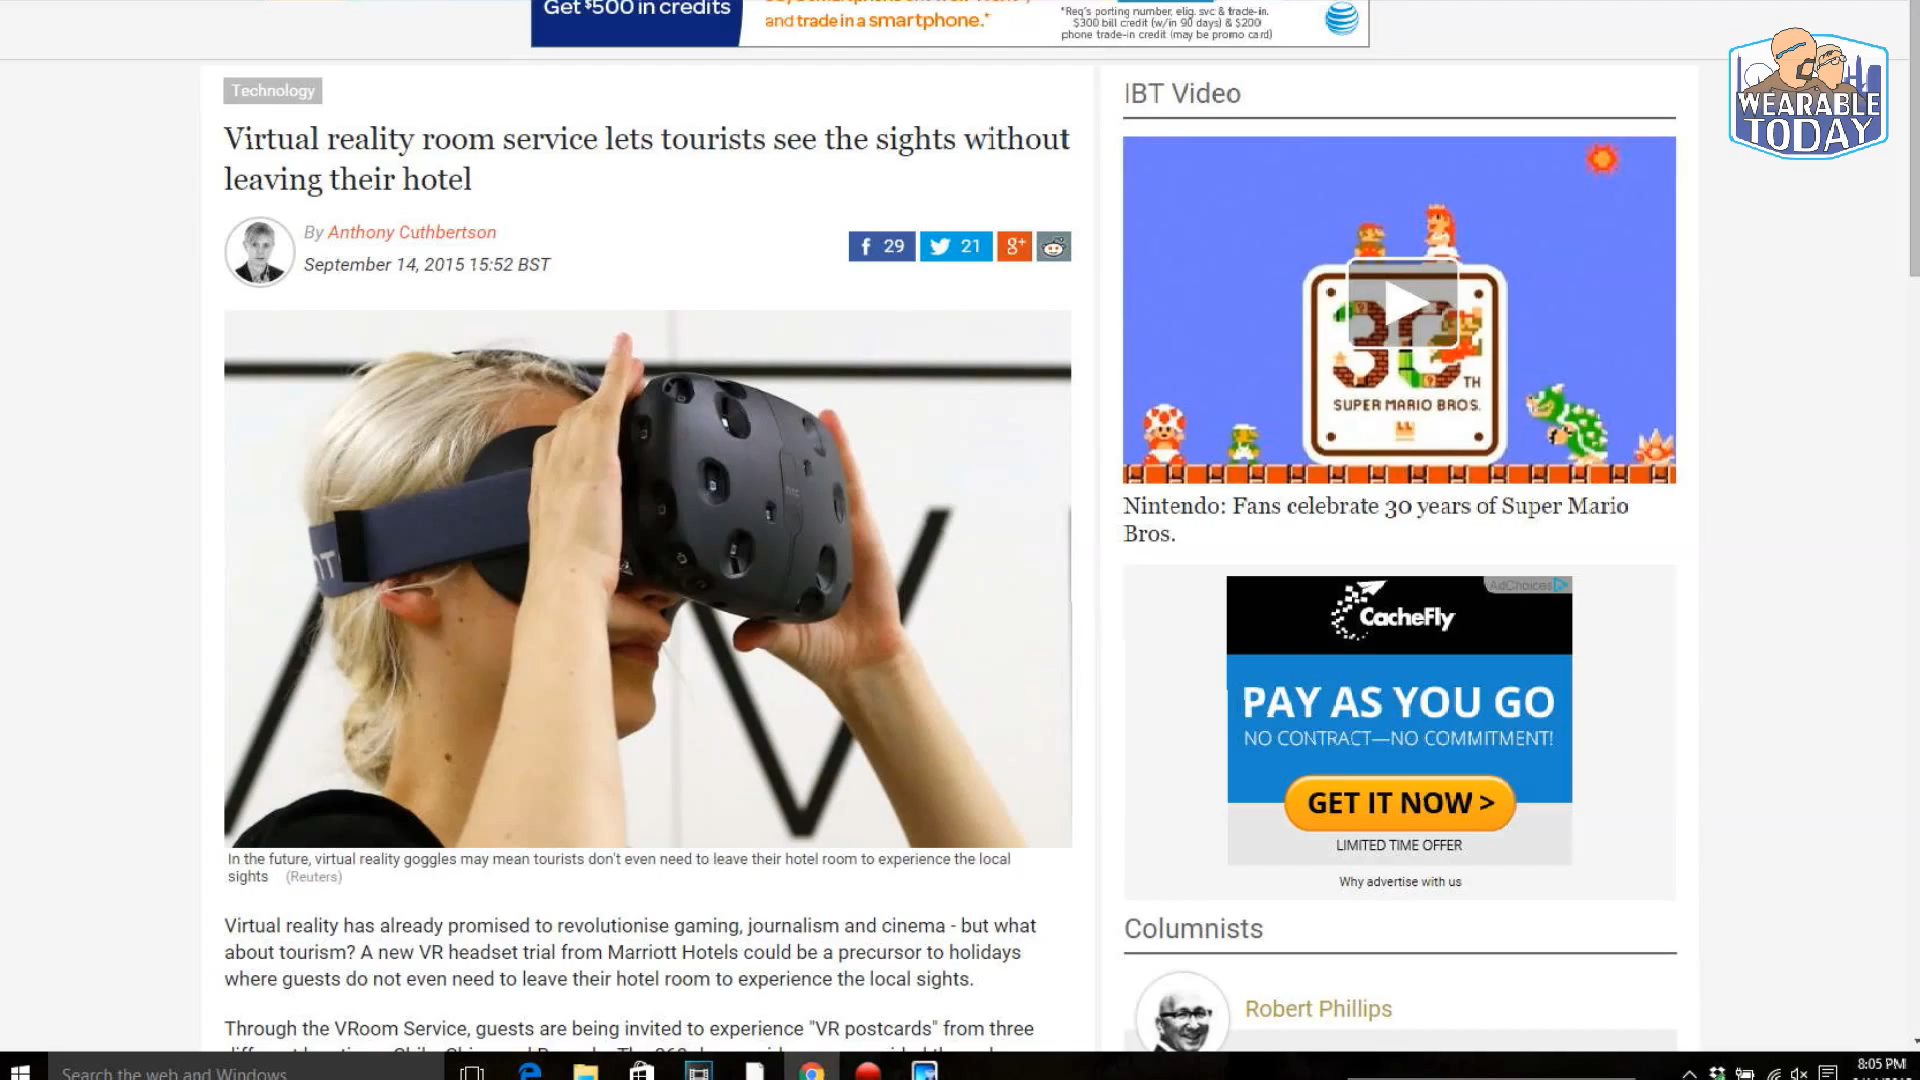 Get $500 in credits
and trade in a smartphone.*
*Req's porting number, elig. svc & trade-in.
$300 bill credit (w/in 90 days) & $200
phone trade-in credit (may be promo card)
WEARABLE
TODAY
Technology
Virtual reality room service lets tourists see the sights without
leaving their hotel
By Anthony Cuthbertson
September 14, 2015 15:52 BST
f 29
21
g+
In the future, virtual reality goggles may mean tourists don't even need to leave their hotel room to experience the local
sights (Reuters)
Virtual reality has already promised to revolutionise gaming, journalism and cinema - but what
about tourism? A new VR headset trial from Marriott Hotels could be a precursor to holidays
where guests do not even need to leave their hotel room to experience the local sights.
Through the VRoom Service, guests are being invited to experience "VR postcards" from three
IBT Video
30
TH
SUPER MARIO BROS.
Nintendo: Fans celebrate 30 years of Super Mario
Bros.
AdChoices
CacheFly
PAY AS YOU GO
NO CONTRACT—NO COMMITMENT!
GET IT NOW >
LIMITED TIME OFFER
Why advertise with us
Columnists
Robert Phillips
Search the web and Windows
8:05 PM